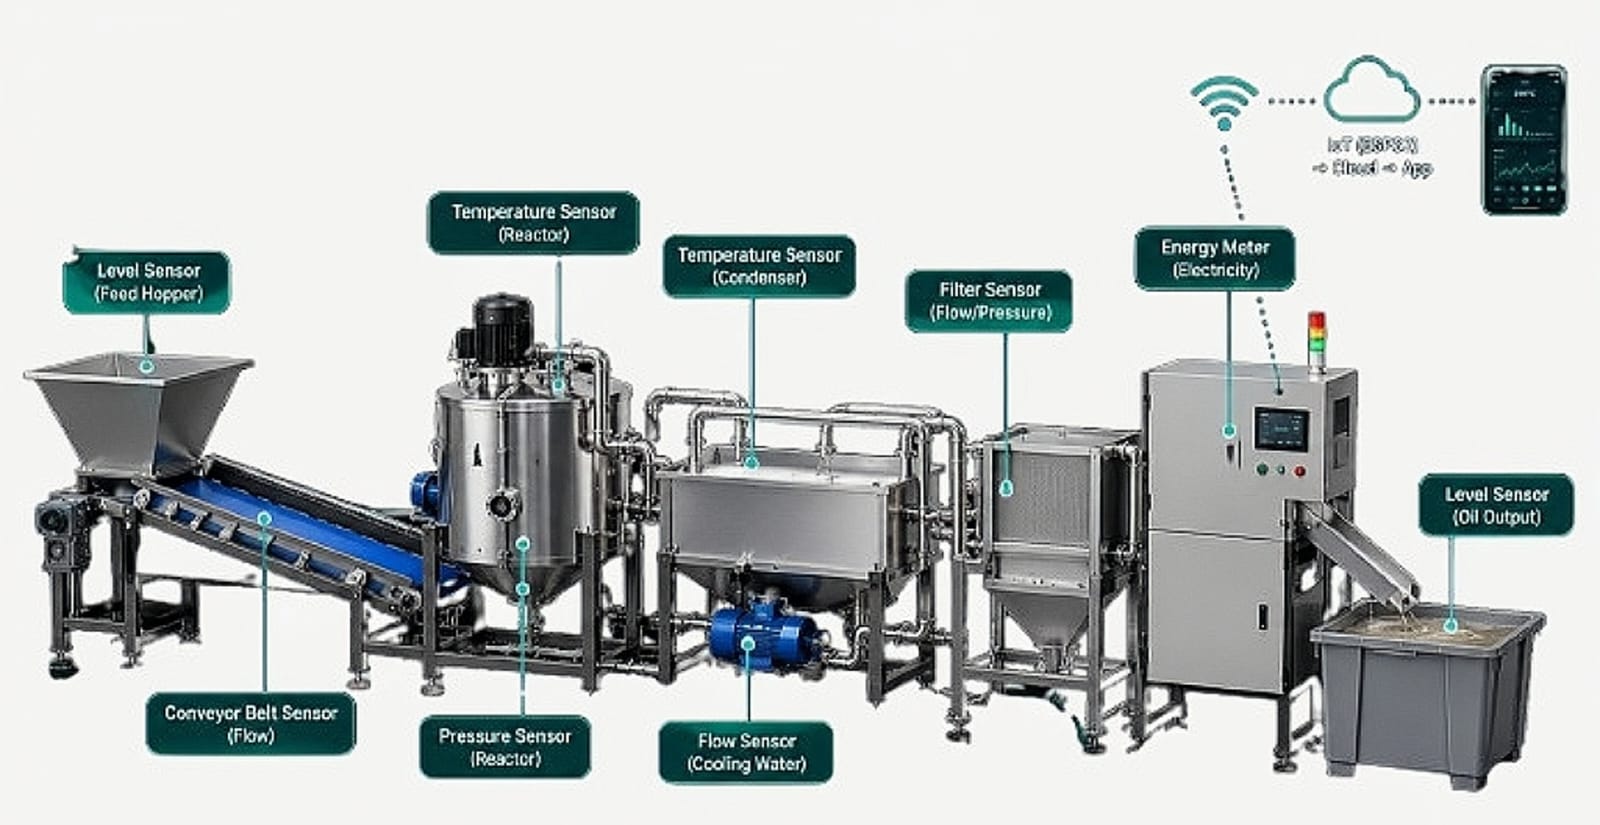 Temperature Sensor
(Reactor)
Temperature Sensor
(Condenser)
Energy Meter
(Electricity)
Level Sensor
(Feed Hopper)
Filter Sensor
(Flow/Pressure)
Level Sensor
(Oil Output)
Conveyor Belt Sensor
(Flow)
Pressure Sensor
(Reactor)
Flow Sensor
(Cooling Water)
IoT
→ Cloud → App